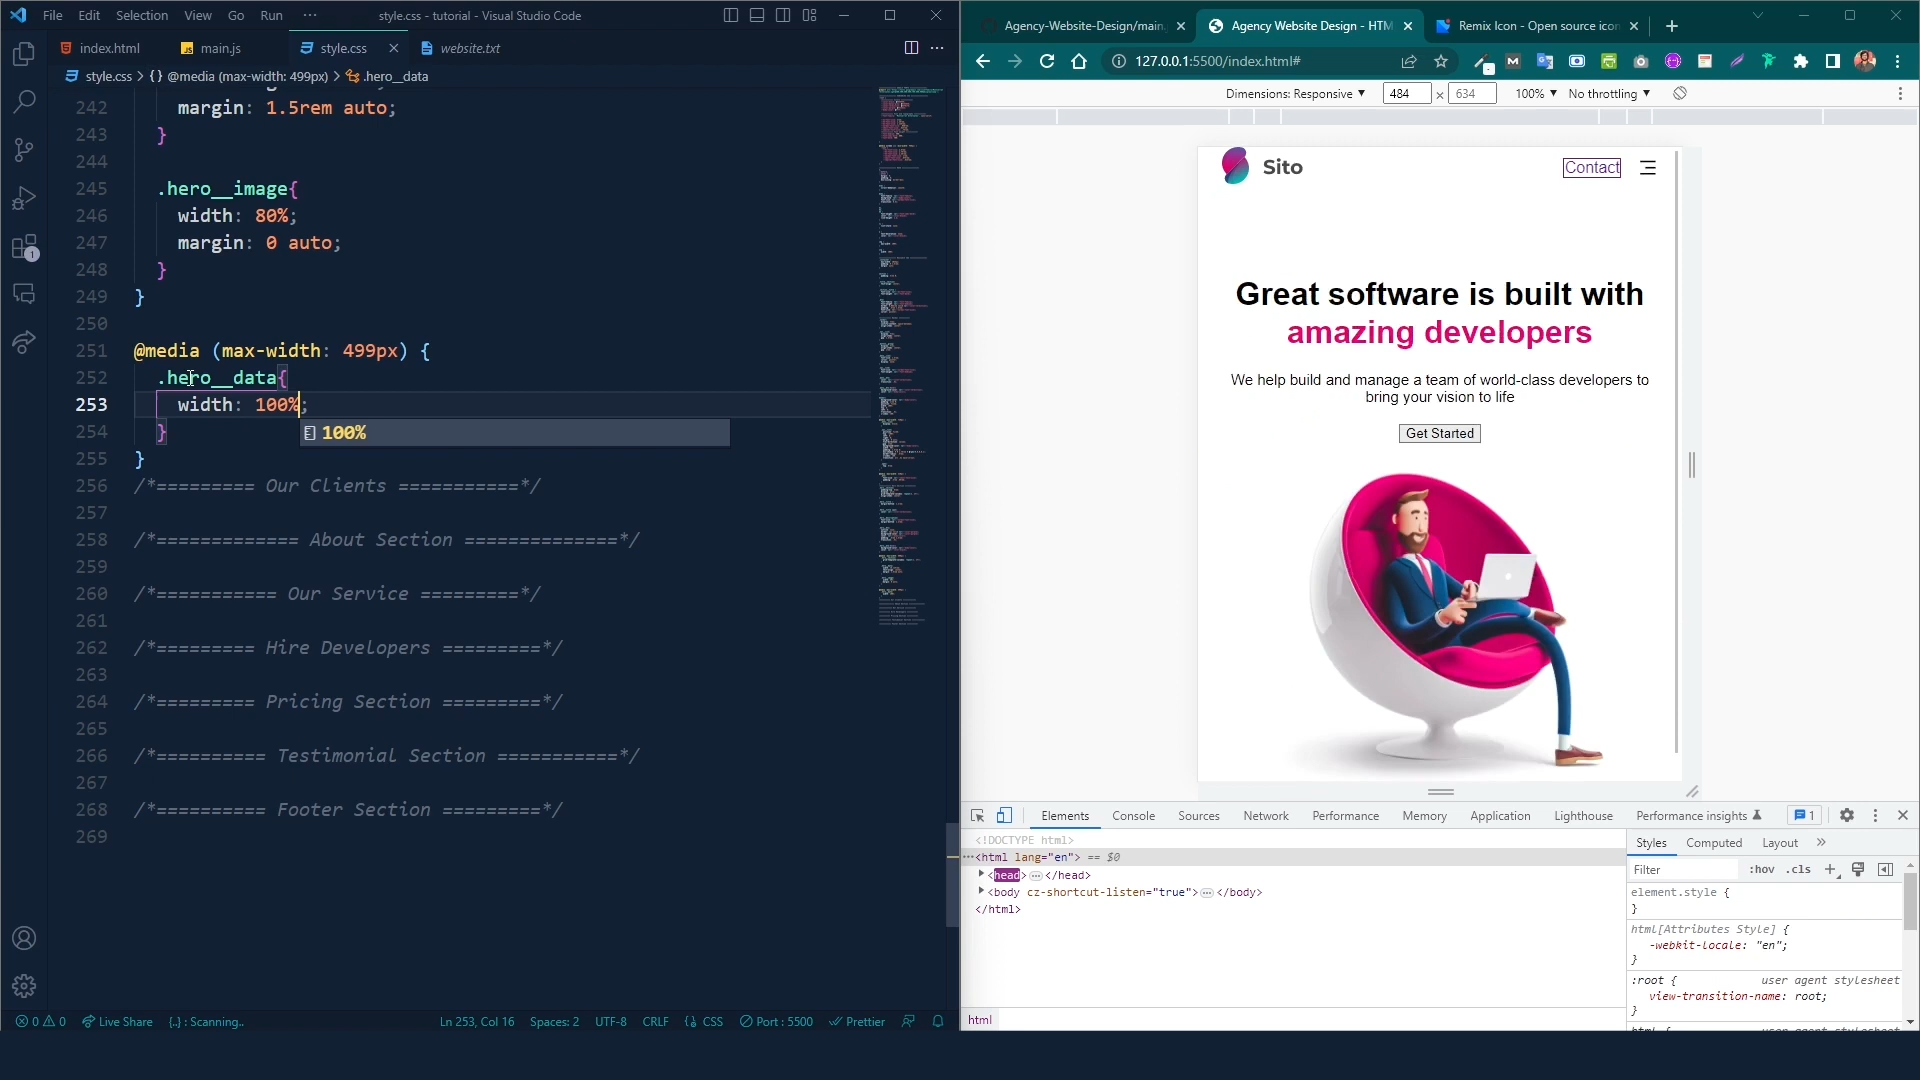 File Edit Selection View Go Run ··· style.css - tutorial - Visual Studio Code
index.html main.js style.css website.txt
style.css > {} @media (max-width: 499px) > .hero__data
242 margin: 1.5rem auto;
243 }
244
245 .hero__image{
246 width: 80%;
247 margin: 0 auto;
248 }
249 }
250
251 @media (max-width: 499px) {
252 .hero__data{
253 width: 100%;
100%
254 }
255 }
256 /*========= Our Clients ===========*/
257
258 /*============= About Section ==============*/
259
260 /*=========== Our Service =========*/
261
262 /*========= Hire Developers =========*/
263
264 /*========= Pricing Section =========*/
265
266 /*========== Testimonial Section ===========*/
267
268 /*========== Footer Section =========*/
269
1
0 0 Live Share {..} : Scanning.. Ln 253, Col 16 Spaces: 2 UTF-8 CRLF {} CSS Port : 5500 Prettier
Agency-Website-Design/main. Agency Website Design - HTM Remix Icon - Open source icon
127.0.0.1:5500/index.html#
Dimensions: Responsive 484 × 634 100% No throttling
Sito Contact
Great software is built with
amazing developers
We help build and manage a team of world-class developers to
bring your vision to life
Get Started
Elements Console Sources Network Performance Memory Application Lighthouse Performance insights 1
<!DOCTYPE html>
<html lang="en"> == $0
<head> </head>
<body cz-shortcut-listen="true"> </body>
</html>
html
Styles Computed Layout »
Filter :hov .cls +
element.style {
}
html[Attributes Style] {
-webkit-locale: "en";
}
:root { user agent stylesheet
view-transition-name: root;
}
html { user agent stylesheet